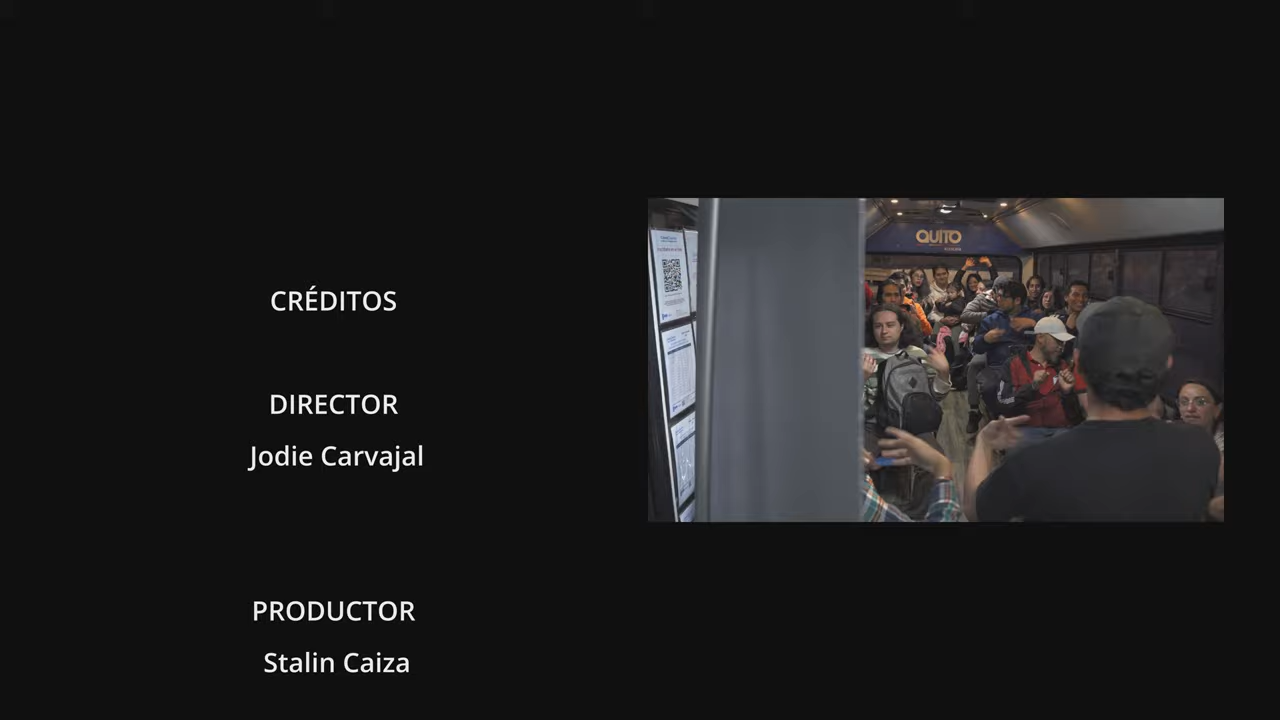 CRÉDITOS
DIRECTOR
Jodie Carvajal
PRODUCTOR
Stalin Caiza
QUITO